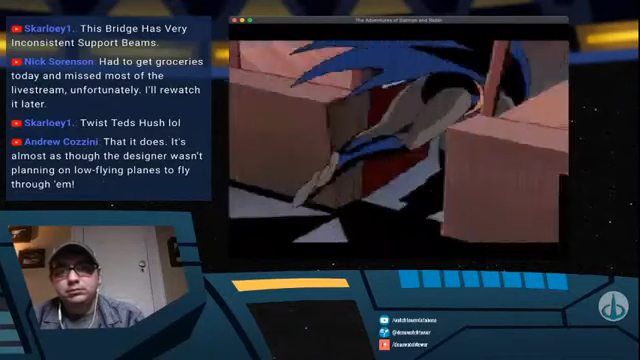 The Adventures of Batman and Robin
Skarloey1.: This Bridge Has Very
Inconsistent Support Beams.
Nick Sorenson: Had to get groceries
today and missed most of the
livestream, unfortunately. I'll rewatch
it later.
Skarloey1.: Twist Teds Hush lol
Andrew Cozzini: That it does. It's
almost as though the designer wasn't
planning on low-flying planes to fly
through 'em!